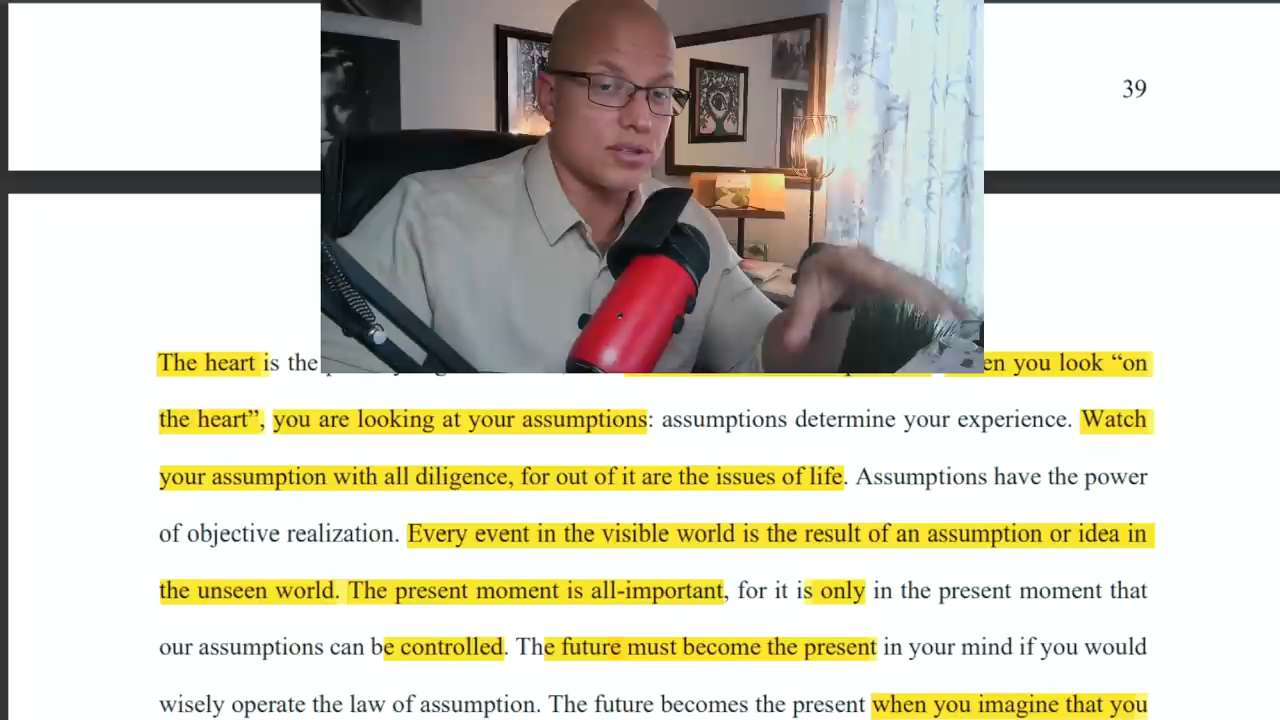 39
The heart is the en you look “on
the heart”, you are looking at your assumptions: assumptions determine your experience. Watch
your assumption with all diligence, for out of it are the issues of life. Assumptions have the power
of objective realization. Every event in the visible world is the result of an assumption or idea in
the unseen world. The present moment is all-important, for it is only in the present moment that
our assumptions can be controlled. The future must become the present in your mind if you would
wisely operate the law of assumption. The future becomes the present when you imagine that you